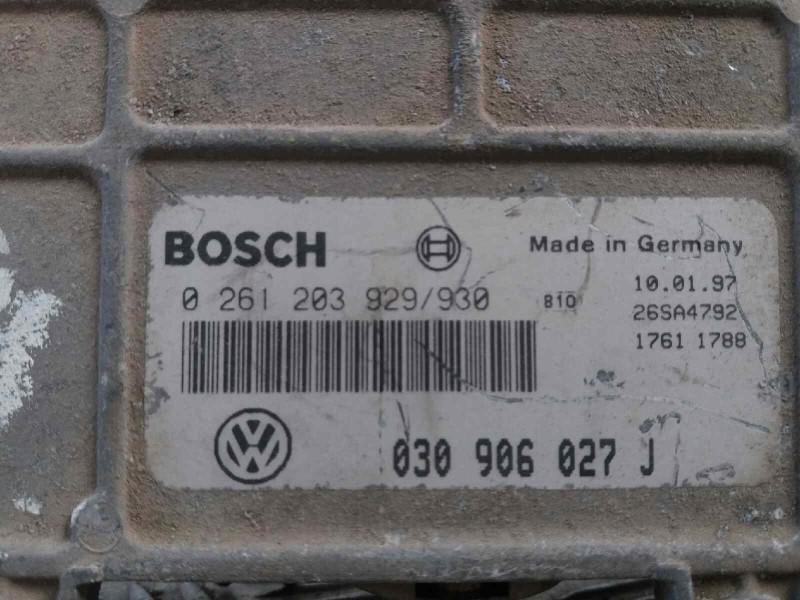 BOSCH
Made in Germany
0 261 203 929/930
810
10.01.97
26SA4792
1761 1788
VW
030 906 027 J